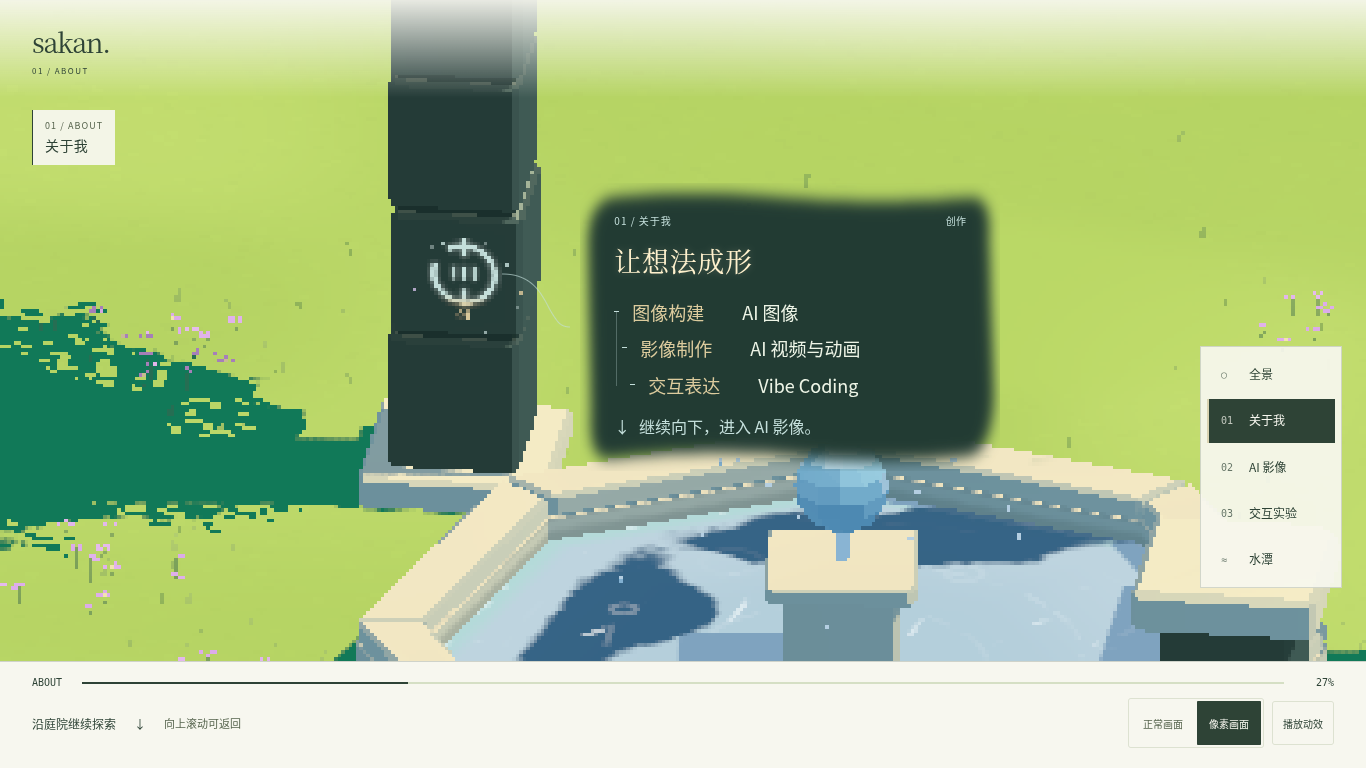 sakan.
01 / ABOUT
01 / ABOUT
关于我
01 / 关于我
创作
让想法成形
图像构建 AI 图像
影像制作 AI 视频与动画
交互表达 Vibe Coding
↓ 继续向下，进入 AI 影像。
○ 全景
01 关于我
02 AI 影像
03 交互实验
≈ 水潭
ABOUT
27%
沿庭院继续探索 ↓ 向上滚动可返回
正常画面 像素画面 播放动效